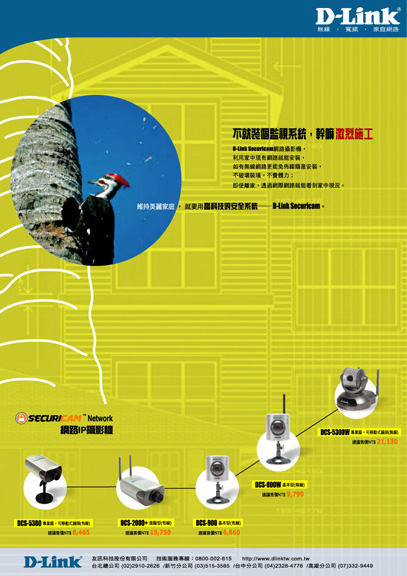 D-Link®
無線 · 寬頻 · 家庭網路
不就裝個監視系統，幹嘛激烈施工
D-Link Securicam網路攝影機，
利用家中現有網路就能安裝，
如有無線網路更能免佈線隨意安裝，
不破壞裝璜，不費體力；
即使離家，透過網際網路就能看到家中現況。
維持美麗家庭， 就要用高科技的安全系統——D-Link Securicam。
SECURICAM™ Network
網路IP攝影機
DCS-5300W 專業級，可移動式鏡頭(無線)
建議售價NT$ 21,130
DCS-900W 基本型(無線)
建議售價NT$ 9,790
DCS-2000+ 進階型(有線)
建議售價NT$ 13,750
DCS-900 基本型(有線)
建議售價NT$ 6,860
DCS-5300 專業級，可移動式鏡頭(有線)
建議售價NT$
D-Link®
友訊科技股份有限公司 技術服務專線：0800-002-615 http://www.dlinktw.com.tw
台北總公司 (02)2910-2626 /新竹分公司 (03)515-3565 /台中分公司 (04)2328-4776 /高雄分公司 (07)332-9449